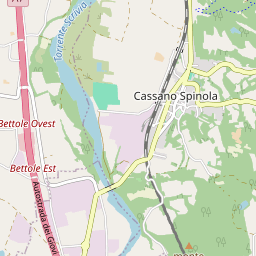 Torrente Scrivia
Cassano Spinola
Bettole Ovest
Bettole Est
Autostrada dei Giovi
monte